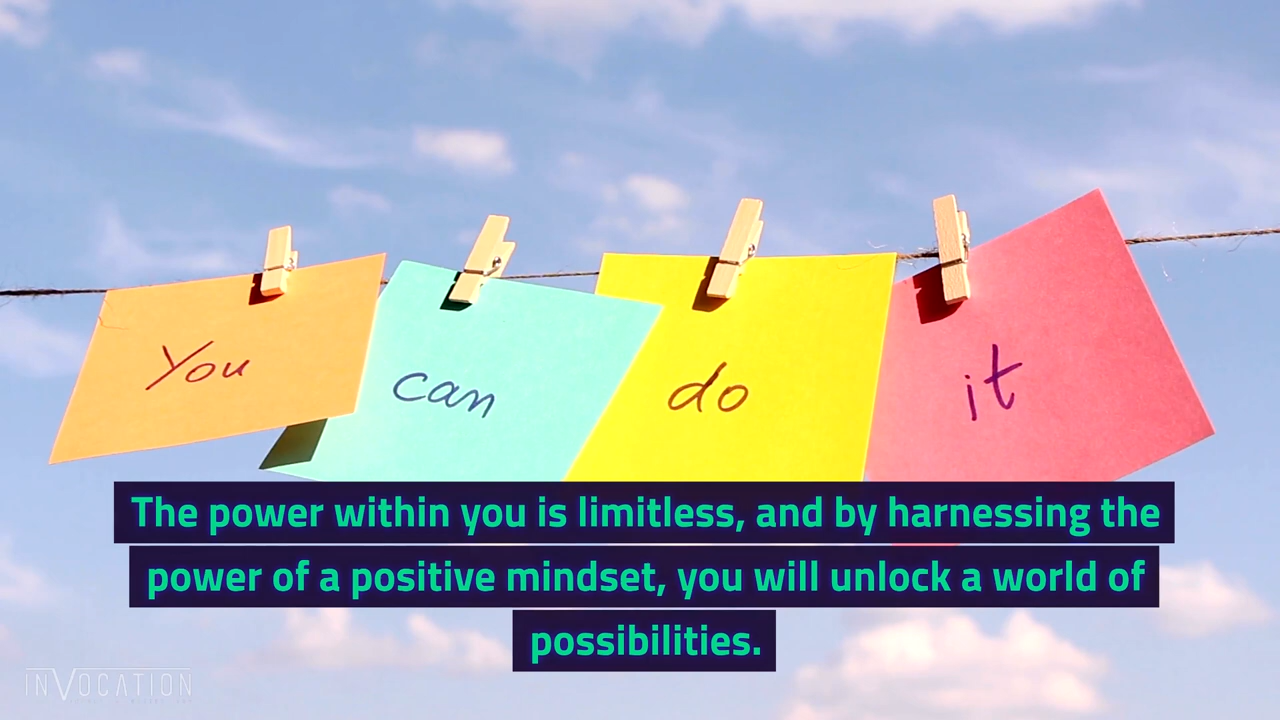 You can do it
The power within you is limitless, and by harnessing the
power of a positive mindset, you will unlock a world of
possibilities.
INVOCATION